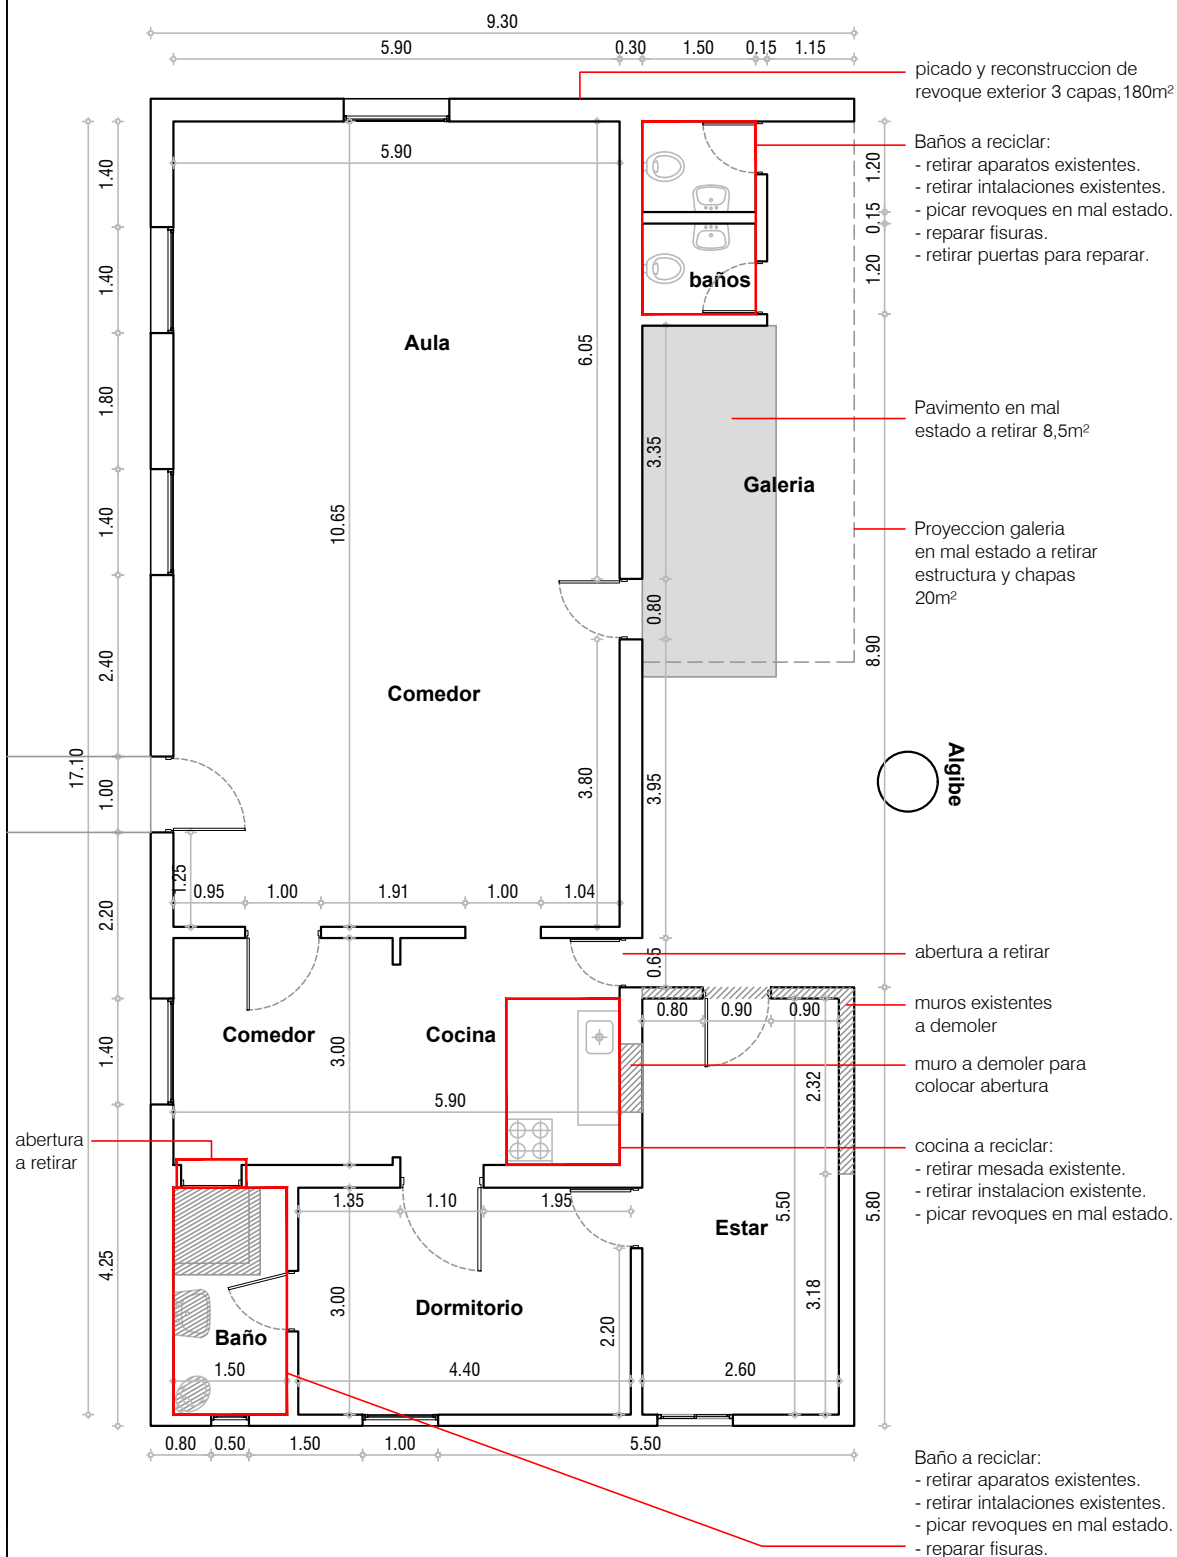 9.30
5.90 0.30 1.50 0.15 1.15
picado y reconstruccion de
revoque exterior 3 capas,180m²
Baños a reciclar:
- retirar aparatos existentes.
- retirar intalaciones existentes.
- picar revoques en mal estado.
- reparar fisuras.
- retirar puertas para reparar.
5.90
1.40
1.20
0.15
1.20
baños
1.40
Aula
6.05
1.80
Pavimento en mal
estado a retirar 8,5m²
3.35
Galeria
1.40
10.65
Proyeccion galeria
en mal estado a retirar
estructura y chapas
20m²
0.80
2.40
8.90
Comedor
17.10
1.00
3.80
3.95
Algibe
1.25
0.95 1.00 1.91 1.00 1.04
2.20
0.65
abertura a retirar
muros existentes
a demoler
0.80 0.90 0.90
Comedor
Cocina
3.00
1.40
muro a demoler para
colocar abertura
2.32
5.90
abertura
a retirar
cocina a reciclar:
- retirar mesada existente.
- retirar instalacion existente.
- picar revoques en mal estado.
1.35 1.10 1.95
5.50
5.80
Estar
4.25
3.00
3.18
Dormitorio
2.20
Baño
1.50 4.40 2.60
0.80 0.50 1.50 1.00 5.50
Baño a reciclar:
- retirar aparatos existentes.
- retirar intalaciones existentes.
- picar revoques en mal estado.
- reparar fisuras.